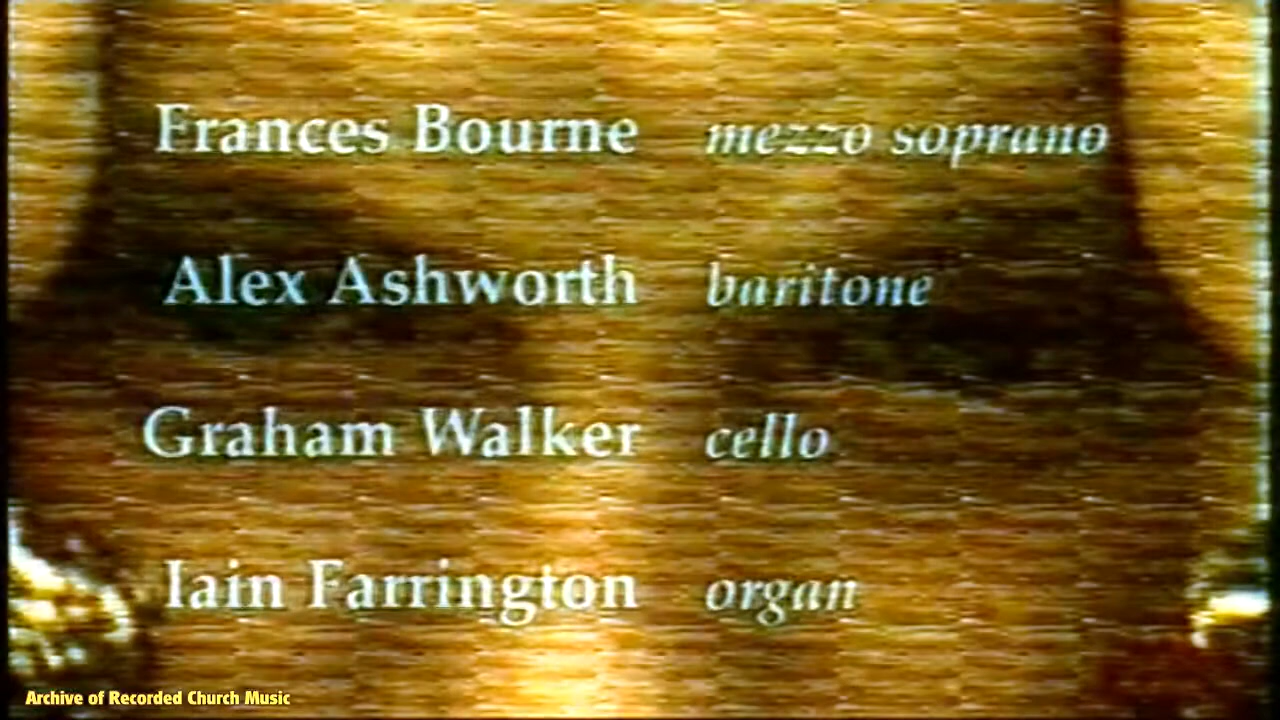 Frances Bourne mezzo soprano
Alex Ashworth baritone
Graham Walker cello
Iain Farrington organ
Archive of Recorded Church Music